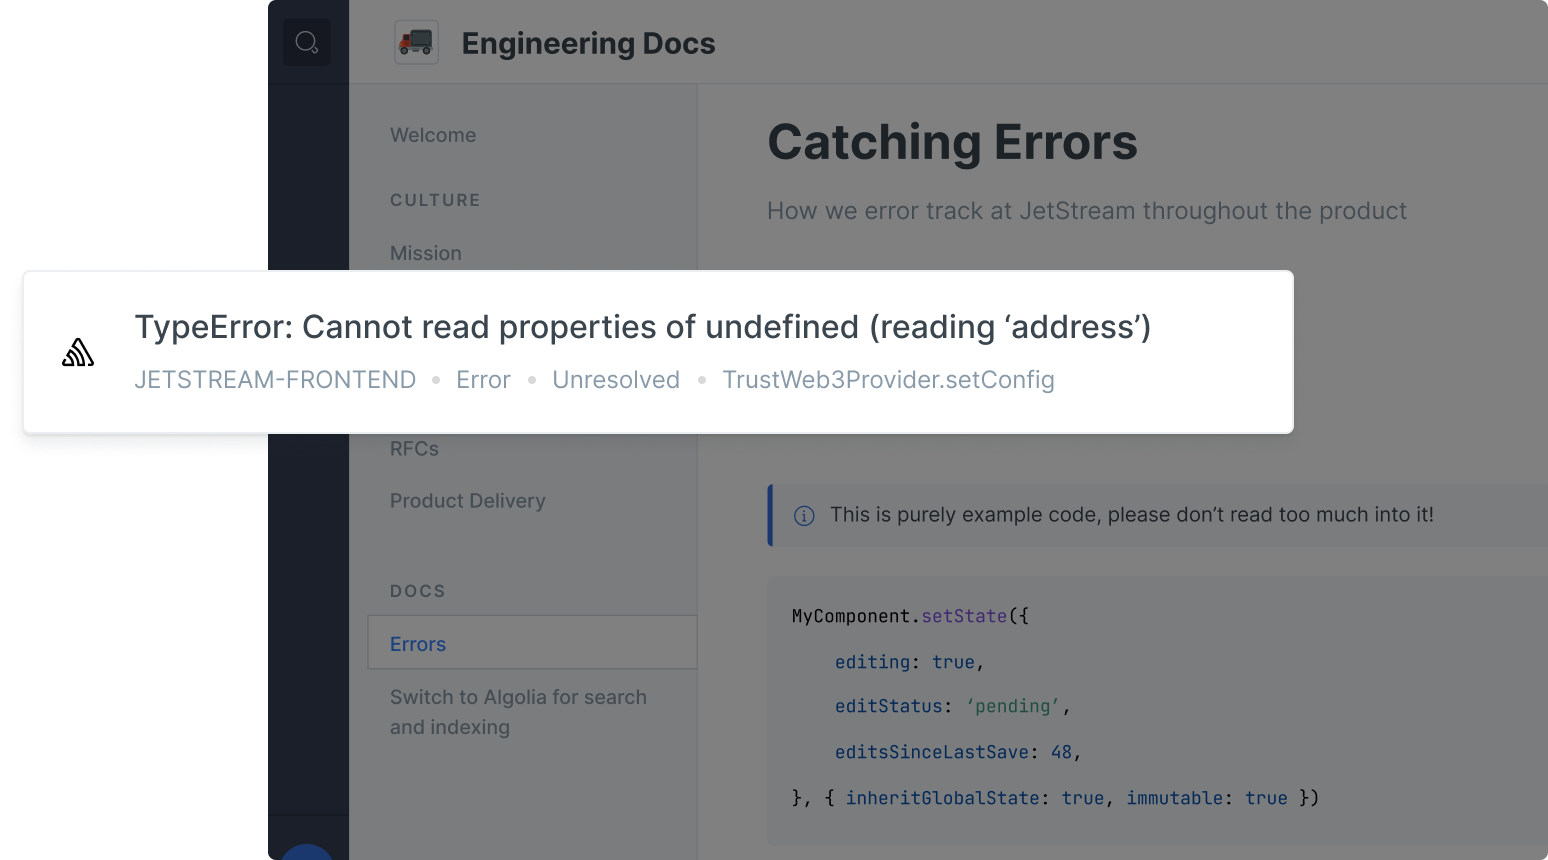 Engineering Docs
Welcome
CULTURE
Mission
Catching Errors
How we error track at JetStream throughout the product
TypeError: Cannot read properties of undefined (reading ‘address’)
JETSTREAM-FRONTEND • Error • Unresolved • TrustWeb3Provider.setConfig
RFCs
Product Delivery
DOCS
Errors
Switch to Algolia for search
and indexing
This is purely example code, please don’t read too much into it!
MyComponent.setState({
    editing: true,
    editStatus: ‘pending’,
    editsSinceLastSave: 48,
}, { inheritGlobalState: true, immutable: true })